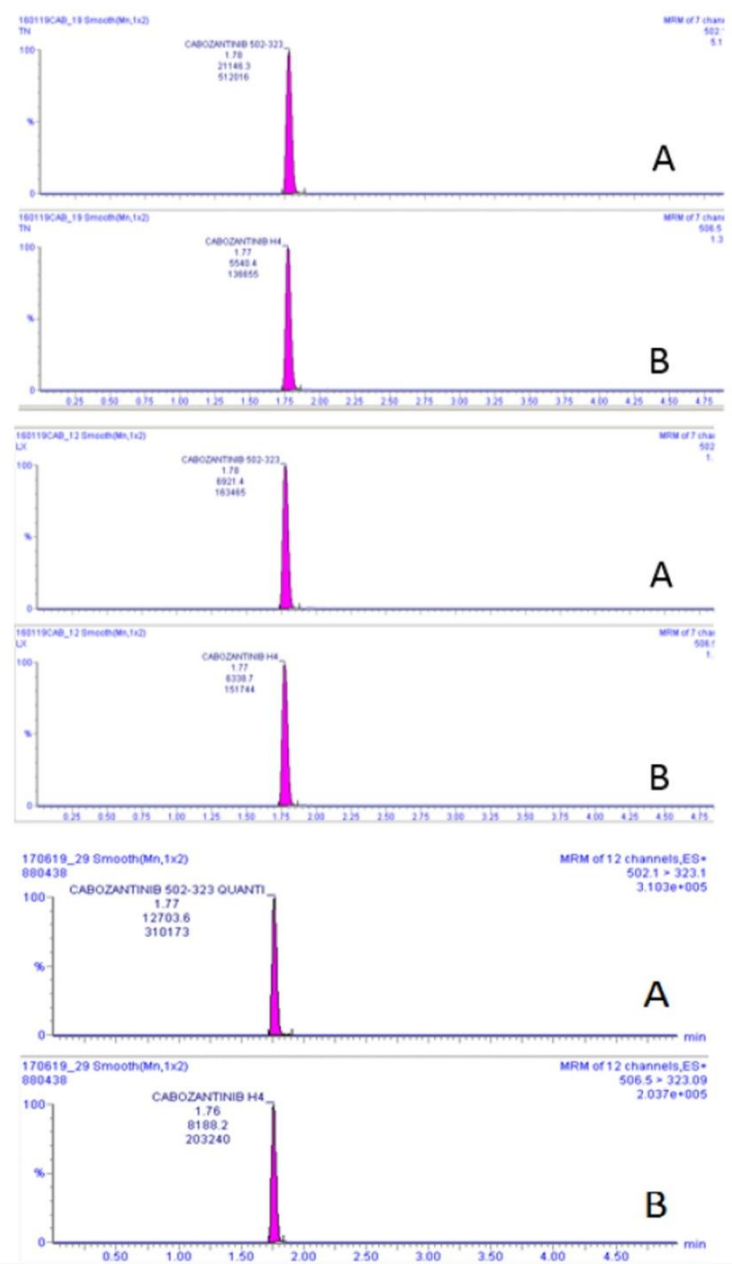 160119CAB_19 Smooth(Mn,1x2)
TN
MRM of 7 chan
502
5.1
CABOZANTINIB 502-323
1.78
21146.3
512016
100
%
0
A
160119CAB_19 Smooth(Mn,1x2)
TN
MRM of 7 chan
506.5
1.3
CABOZANTINIB H4
1.77
5540.4
136655
100
%
0
B
0.25 0.50 0.75 1.00 1.25 1.50 1.75 2.00 2.25 2.50 2.75 3.00 3.25 3.50 3.75 4.00 4.25 4.50 4.75
160119CAB_12 Smooth(Mn,1x2)
LX
MRM of 7 cha
502
1.
CABOZANTINIB 502-323
1.78
6921.4
163465
100
%
0
A
160119CAB_12 Smooth(Mn,1x2)
LX
MRM of 7 cha
506.
1.
CABOZANTINIB H4
1.77
6338.7
151744
100
%
0
B
0.25 0.50 0.75 1.00 1.25 1.50 1.75 2.00 2.25 2.50 2.75 3.00 3.25 3.50 3.75 4.00 4.25 4.50 4.75
170619_29 Smooth(Mn,1x2)
880438
MRM of 12 channels,ES+
502.1 > 323.1
3.103e+005
CABOZANTINIB 502-323 QUANTI
1.77
12703.6
310173
100
%
0
A
min
170619_29 Smooth(Mn,1x2)
880438
MRM of 12 channels,ES+
506.5 > 323.09
2.037e+005
CABOZANTINIB H4
1.76
8188.2
203240
100
%
0
B
min
0.50 1.00 1.50 2.00 2.50 3.00 3.50 4.00 4.50